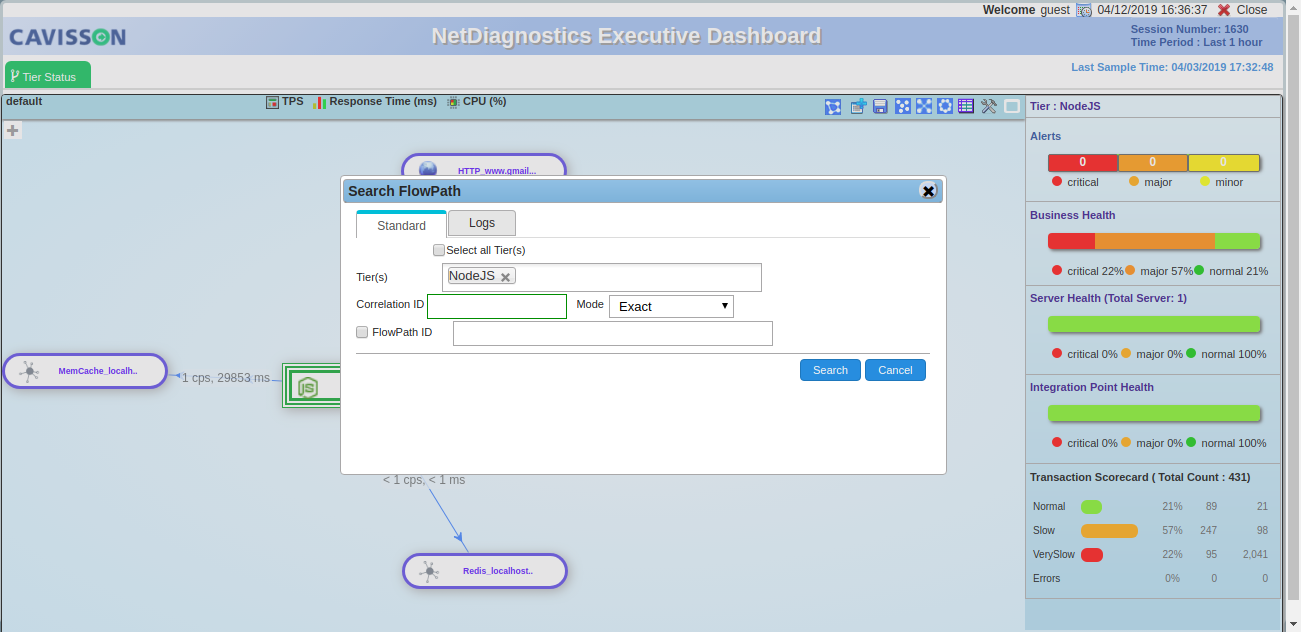 Welcome guest 04/12/2019 16:36:37 Close
CAVISSON
NetDiagnostics Executive Dashboard
Session Number: 1630
Time Period : Last 1 hour
Tier Status
Last Sample Time: 04/03/2019 17:32:48
default
TPS Response Time (ms) CPU (%)
HTTP_www.gmail...
Search FlowPath
Standard
Logs
Select all Tier(s)
Tier(s)
NodeJS
Correlation ID
Mode
Exact
FlowPath ID
Search
Cancel
MemCache_localh..
1 cps, 29853 ms
JS
< 1 cps, < 1 ms
Redis_localhost..
Tier : NodeJS
Alerts
0 0 0
critical major minor
Business Health
critical 22% major 57% normal 21%
Server Health (Total Server: 1)
critical 0% major 0% normal 100%
Integration Point Health
critical 0% major 0% normal 100%
Transaction Scorecard ( Total Count : 431)
Normal 21% 89 21
Slow 57% 247 98
VerySlow 22% 95 2,041
Errors 0% 0 0